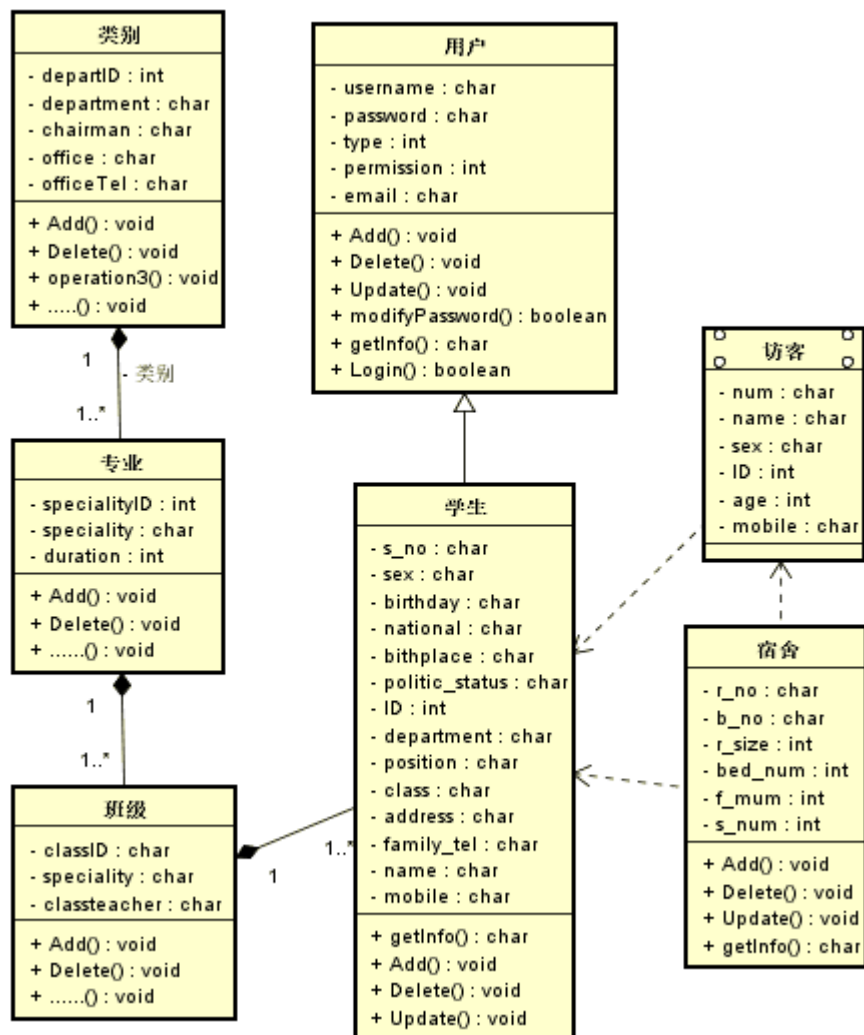 类别
- departID : int
- department : char
- chairman : char
- office : char
- officeTel : char
+ Add() : void
+ Delete() : void
+ operation3() : void
+ .....() : void
1
- 类别
1..*
专业
- specialityID : int
- speciality : char
- duration : int
+ Add() : void
+ Delete() : void
+ ......() : void
1
1..*
班级
- classID : char
- speciality : char
- classteacher : char
+ Add() : void
+ Delete() : void
+ ......() : void
1
1..*
用户
- username : char
- password : char
- type : int
- permission : int
- email : char
+ Add() : void
+ Delete() : void
+ Update() : void
+ modifyPassword() : boolean
+ getInfo() : char
+ Login() : boolean
学生
- s_no : char
- sex : char
- birthday : char
- national : char
- bithplace : char
- politic_status : char
- ID : int
- department : char
- position : char
- class : char
- address : char
- family_tel : char
- name : char
- mobile : char
+ getInfo() : char
+ Add() : void
+ Delete() : void
+ Update() : void
访客
- num : char
- name : char
- sex : char
- ID : int
- age : int
- mobile : char
宿舍
- r_no : char
- b_no : char
- r_size : int
- bed_num : int
- f_mum : int
- s_num : int
+ Add() : void
+ Delete() : void
+ Update() : void
+ getInfo() : char